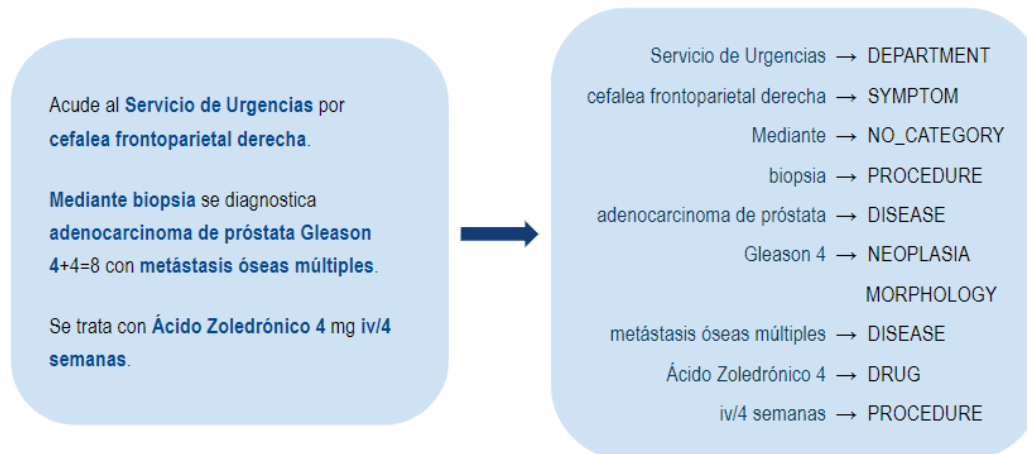 Acude al Servicio de Urgencias por
cefalea frontoparietal derecha.
Mediante biopsia se diagnostica
adenocarcinoma de próstata Gleason
4+4=8 con metástasis óseas múltiples.
Se trata con Ácido Zoledrónico 4 mg iv/4
semanas.
Servicio de Urgencias → DEPARTMENT
cefalea frontoparietal derecha → SYMPTOM
Mediante → NO_CATEGORY
biopsia → PROCEDURE
adenocarcinoma de próstata → DISEASE
Gleason 4 → NEOPLASIA
MORPHOLOGY
metástasis óseas múltiples → DISEASE
Ácido Zoledrónico 4 → DRUG
iv/4 semanas → PROCEDURE